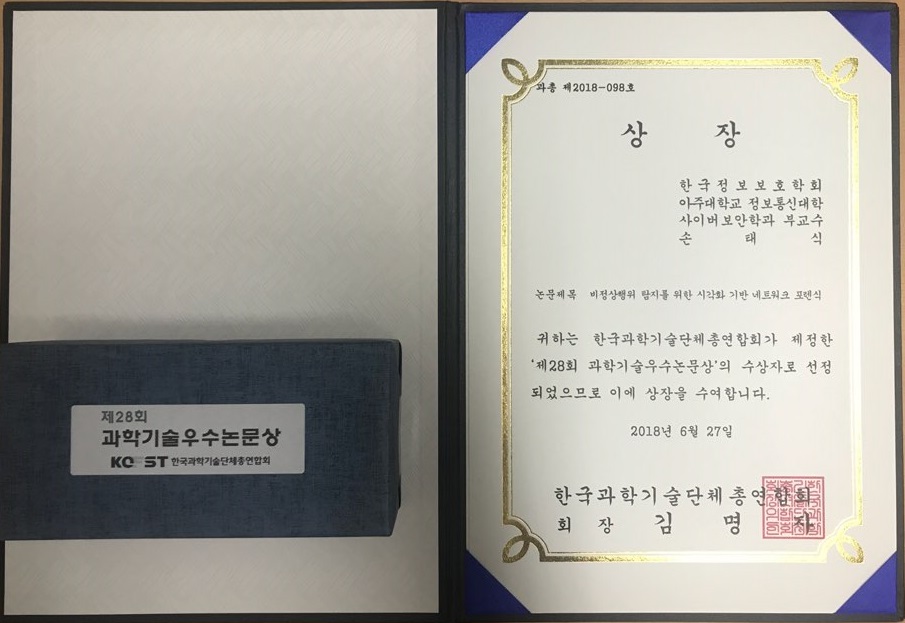 제28회
과학기술우수논문상
KOFST 한국과학기술단체총연합회
과총 제2018-098호
상 장
한국정보보호학회
아주대학교 정보통신대학
사이버보안학과 부교수
손 태 식
논문제목 비정상행위 탐지를 위한 시각화 기반 네트워크 포렌식
귀하는 한국과학기술단체총연합회가 제정한
'제28회 과학기술우수논문상'의 수상자로 선정
되었으므로 이에 상장을 수여합니다.
2018년 6월 27일
한국과학기술단체총연합회
회 장 김 명 자